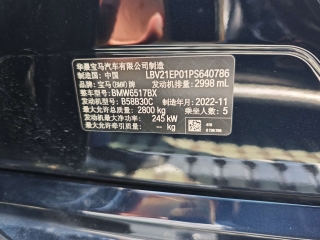 华晨宝马汽车有限公司制造
制造国: 中国 LBV21EP01PS640786
品牌: 宝马(BMW)牌 发动机排量: 2998 mL
整车型号: BMW6517BX
发动机型号: B58B30C 制造年月: 2022-11
最大允许总质量: 2800 kg 乘坐人数: 5
发动机最大净功率: 245 kW
最大允许牵引质量: -- kg